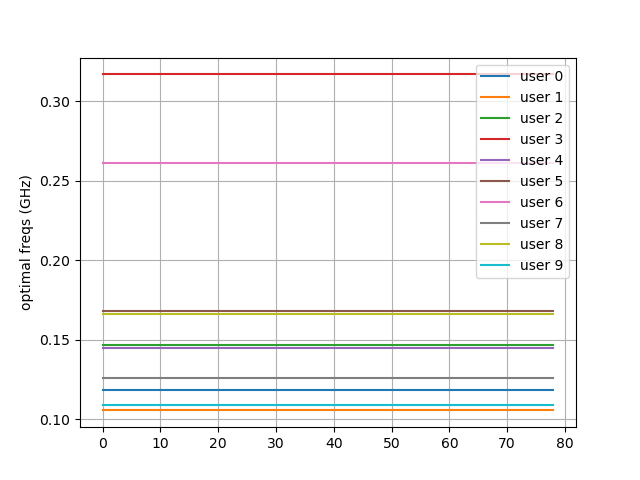 optimal freqs (GHz)
0.30
0.25
0.20
0.15
0.10
0 10 20 30 40 50 60 70 80
user 0
user 1
user 2
user 3
user 4
user 5
user 6
user 7
user 8
user 9